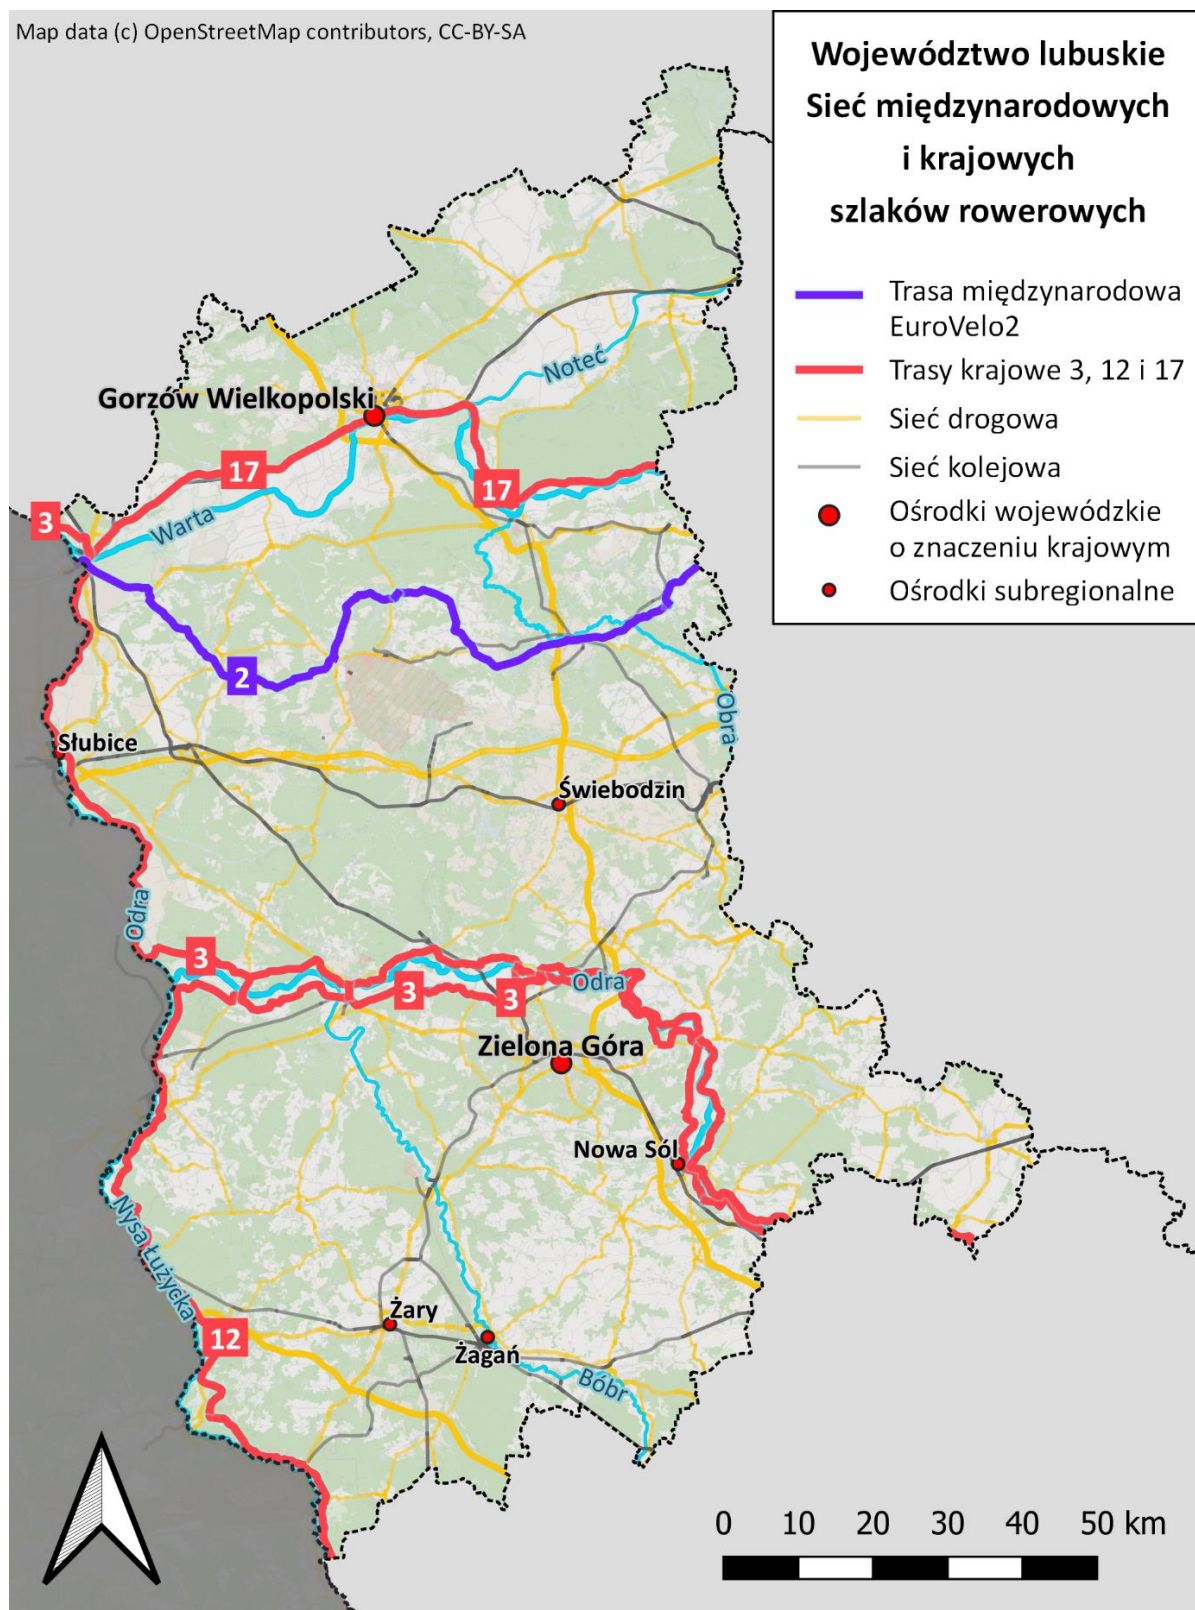 Map data (c) OpenStreetMap contributors, CC-BY-SA
Województwo lubuskie
Sieć międzynarodowych
i krajowych
szlaków rowerowych
Trasa międzynarodowa
EuroVelo2
Trasy krajowe 3, 12 i 17
Sieć drogowa
Sieć kolejowa
Ośrodki wojewódzkie
o znaczeniu krajowym
Ośrodki subregionalne
Noteć
Gorzów Wielkopolski
17
17
3
Warta
2
Obra
Słubice
Świebodzin
Odra
3
3
3
Odra
Zielona Góra
Nowa Sól
Nysa Łużycka
Żary
12
Żagań
Bóbr
0 10 20 30 40 50 km